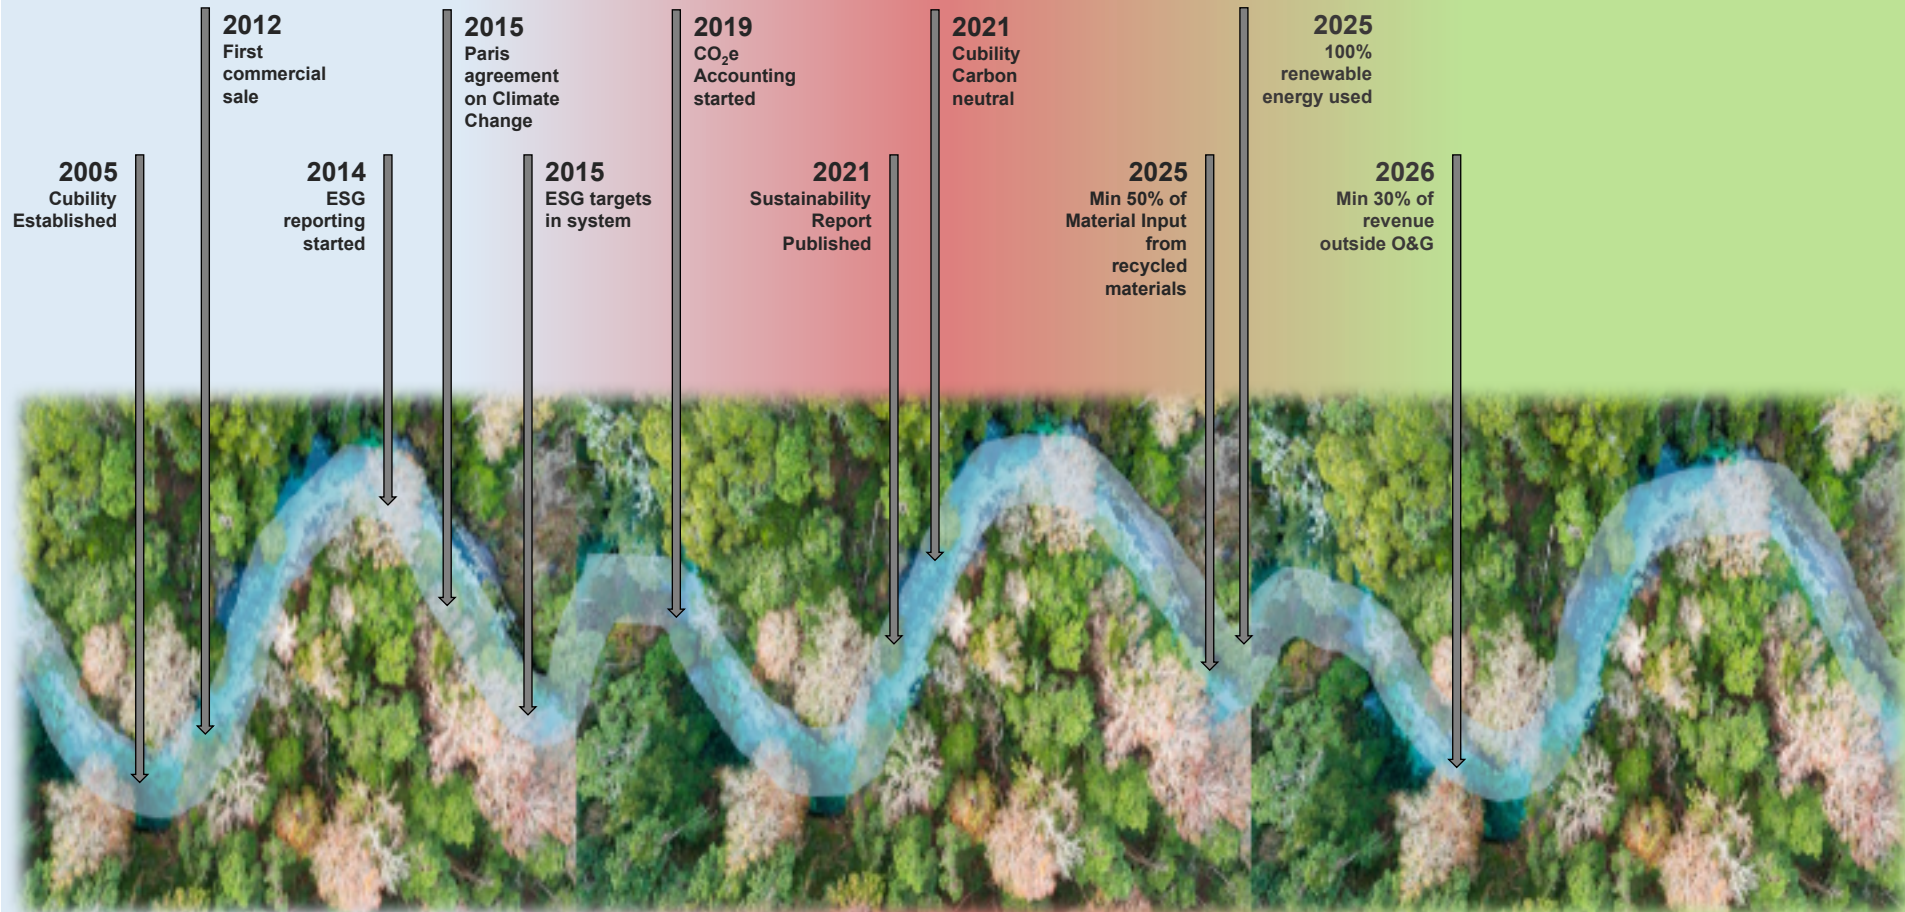 2012
First
commercial
sale
2015
Paris
agreement
on Climate
Change
2019
CO₂e
Accounting
started
2021
Cubility
Carbon
neutral
2025
100%
renewable
energy used
2005
Cubility
Established
2014
ESG
reporting
started
2015
ESG targets
in system
2021
Sustainability
Report
Published
2025
Min 50% of
Material Input
from
recycled
materials
2026
Min 30% of
revenue
outside O&G